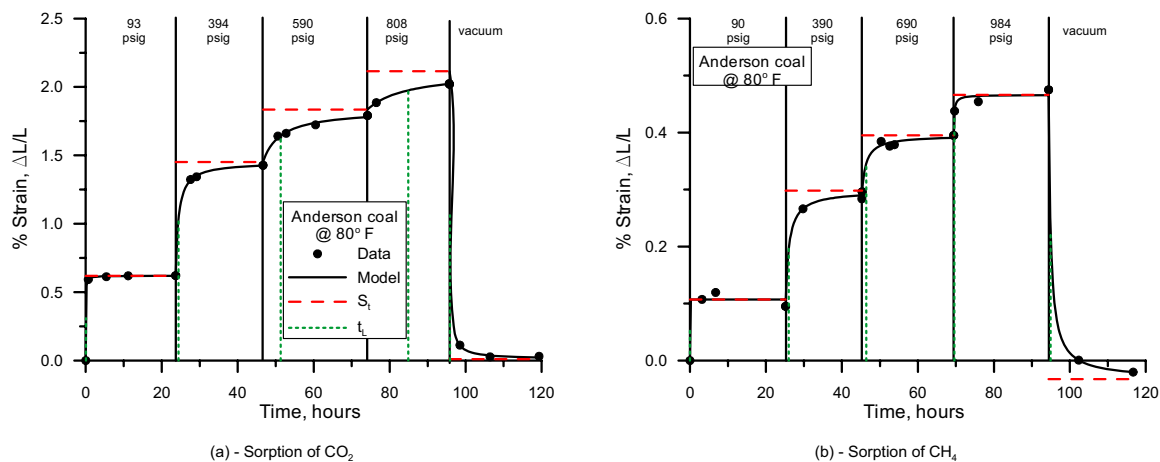 93 psig
394 psig
590 psig
808 psig
vacuum
0.0
0.5
1.0
1.5
2.0
2.5
% Strain, ΔL/L
Anderson coal
@ 80° F
Data
Model
S_t
t_L
0
20
40
60
80
100
120
Time, hours
(a) - Sorption of CO₂
90 psig
390 psig
690 psig
984 psig
vacuum
Anderson coal
@ 80° F
0.0
0.2
0.4
0.6
% Strain, ΔL/L
0
20
40
60
80
100
120
Time, hours
(b) - Sorption of CH₄